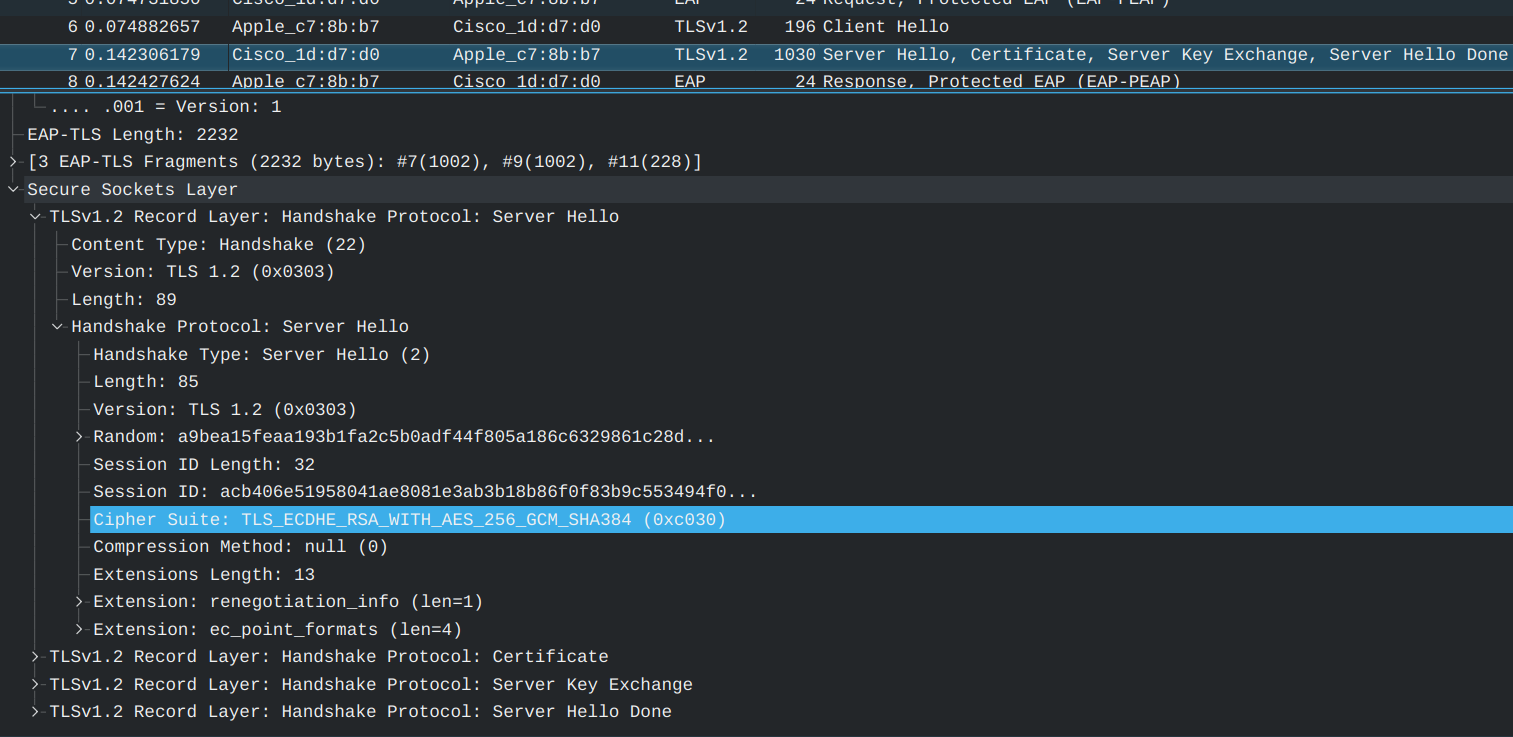 5 0.074731850 Cisco_1d:d7:d0 Apple_c7:8b:b7 EAP 24 Request, Protected EAP (EAP-PEAP)
6 0.074882657 Apple_c7:8b:b7 Cisco_1d:d7:d0 TLSv1.2 196 Client Hello
7 0.142306179 Cisco_1d:d7:d0 Apple_c7:8b:b7 TLSv1.2 1030 Server Hello, Certificate, Server Key Exchange, Server Hello Done
8 0.142427624 Apple_c7:8b:b7 Cisco_1d:d7:d0 EAP 24 Response, Protected EAP (EAP-PEAP)
.... .001 = Version: 1
EAP-TLS Length: 2232
[3 EAP-TLS Fragments (2232 bytes): #7(1002), #9(1002), #11(228)]
Secure Sockets Layer
TLSv1.2 Record Layer: Handshake Protocol: Server Hello
Content Type: Handshake (22)
Version: TLS 1.2 (0x0303)
Length: 89
Handshake Protocol: Server Hello
Handshake Type: Server Hello (2)
Length: 85
Version: TLS 1.2 (0x0303)
Random: a9bea15feaa193b1fa2c5b0adf44f805a186c6329861c28d...
Session ID Length: 32
Session ID: acb406e51958041ae8081e3ab3b18b86f0f83b9c553494f0...
Cipher Suite: TLS_ECDHE_RSA_WITH_AES_256_GCM_SHA384 (0xc030)
Compression Method: null (0)
Extensions Length: 13
Extension: renegotiation_info (len=1)
Extension: ec_point_formats (len=4)
TLSv1.2 Record Layer: Handshake Protocol: Certificate
TLSv1.2 Record Layer: Handshake Protocol: Server Key Exchange
TLSv1.2 Record Layer: Handshake Protocol: Server Hello Done